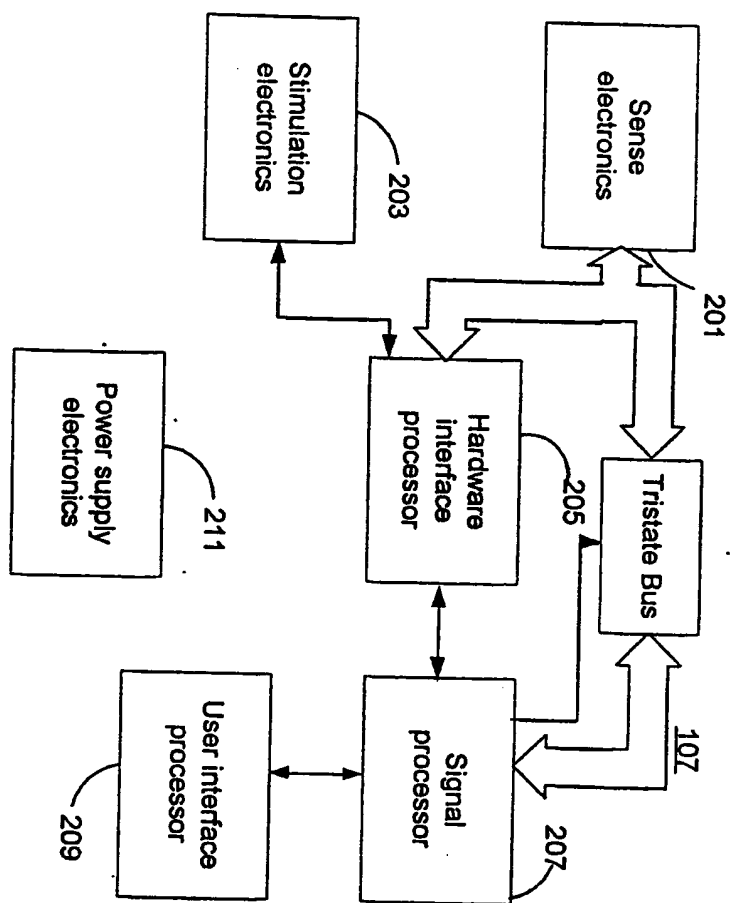 107
Sense
electronics
201
Tristate Bus
Stimulation
electronics
203
Hardware
interface
processor
205
Signal
processor
207
Power supply
electronics
211
User interface
processor
209